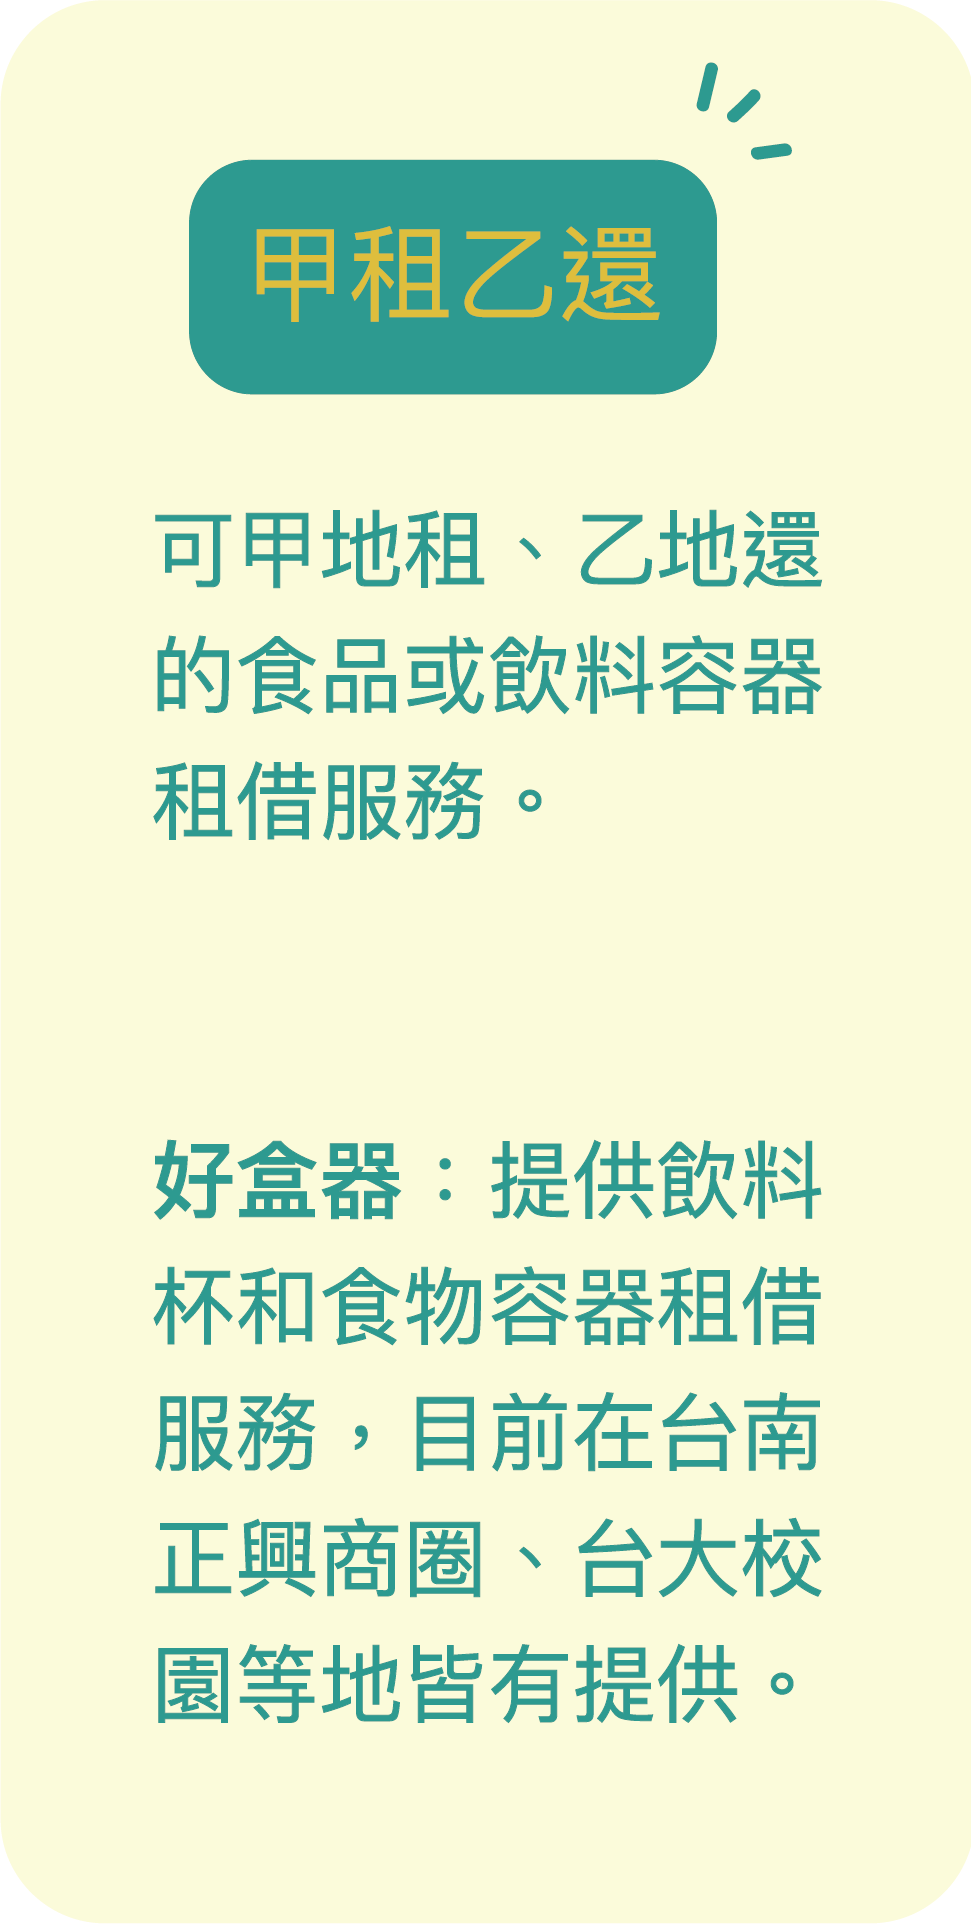 甲租乙還
可甲地租、乙地還
的食品或飲料容器
租借服務。
好盒器：提供飲料
杯和食物容器租借
服務，目前在台南
正興商圈、台大校
園等地皆有提供。